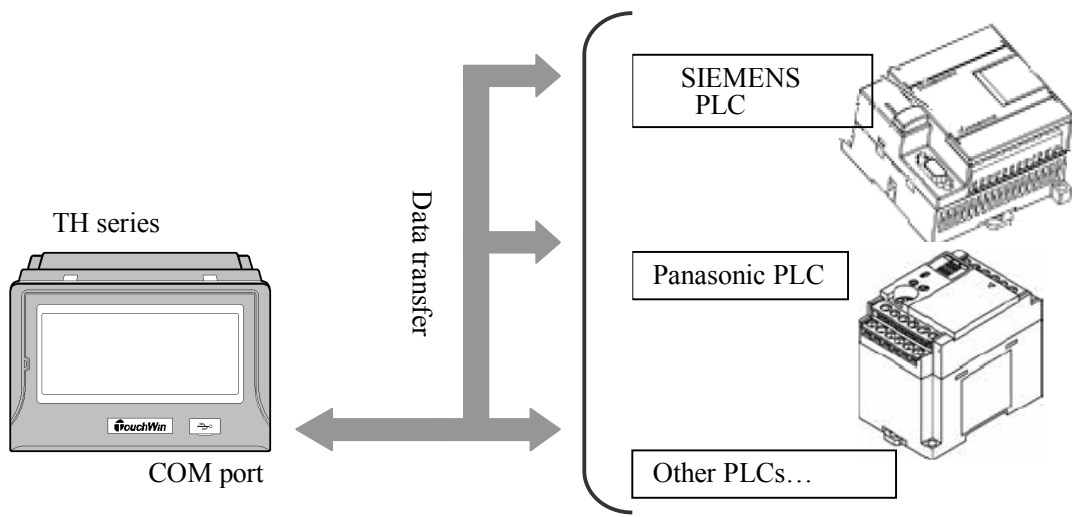 TH series
TouchWin
COM port
Data transfer
SIEMENS
PLC
Panasonic PLC
Other PLCs…